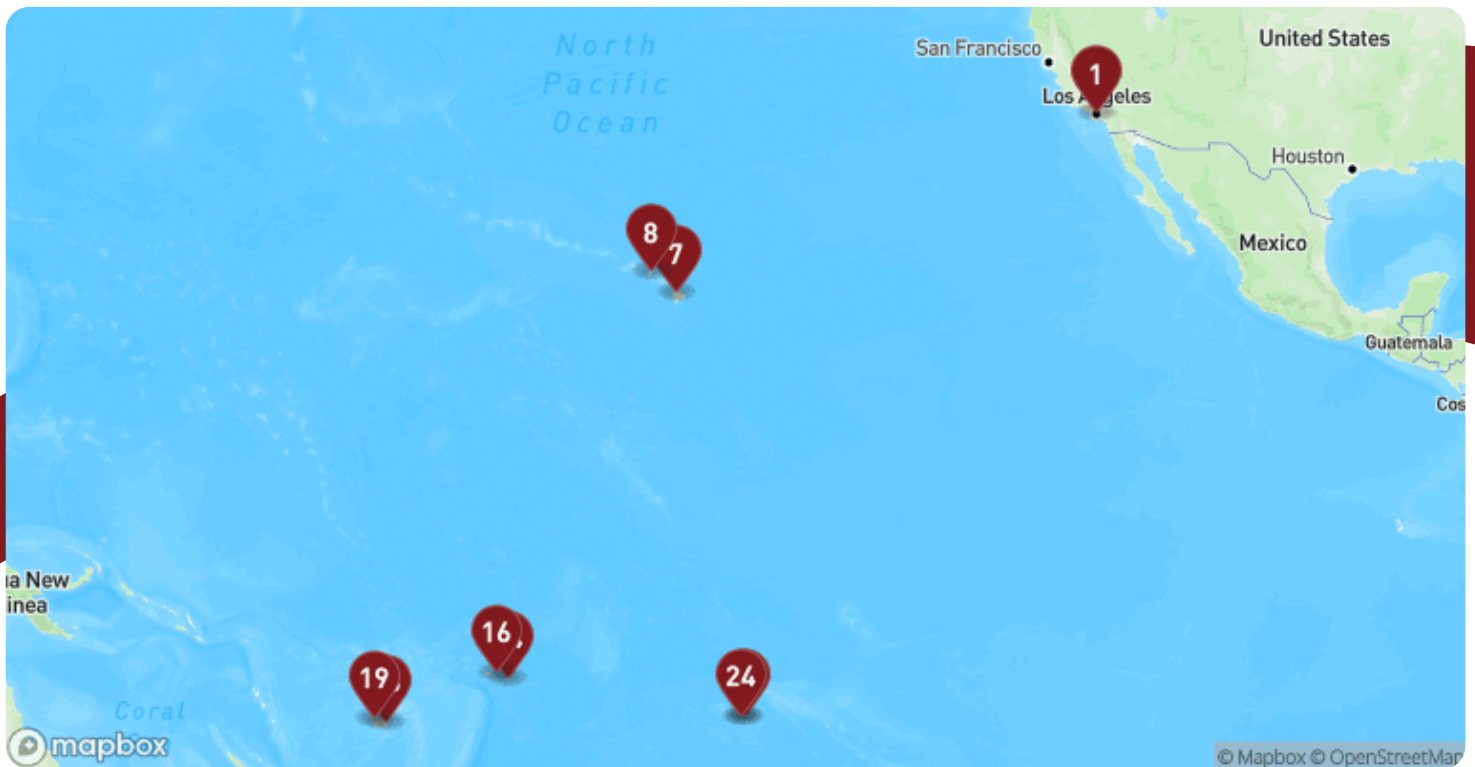 North
Pacific
Ocean
San Francisco
United States
1
Los Angeles
Houston
8
7
Mexico
Guatemala
Cos
a New
inea
16
19
24
Coral
mapbox
© Mapbox © OpenStreetMap